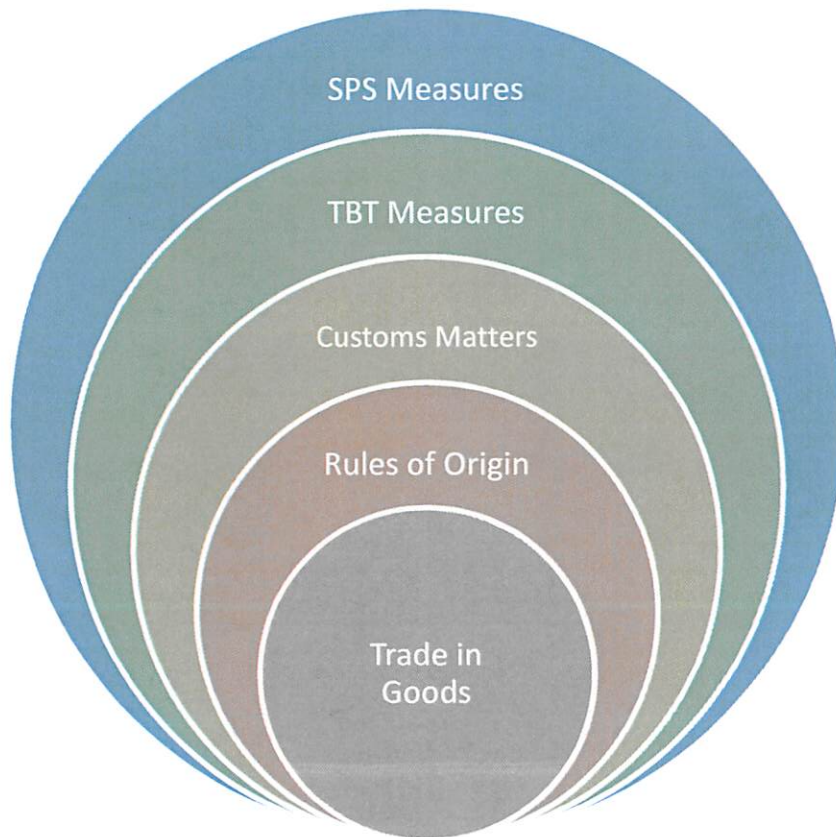 SPS Measures
TBT Measures
Customs Matters
Rules of Origin
Trade in
Goods